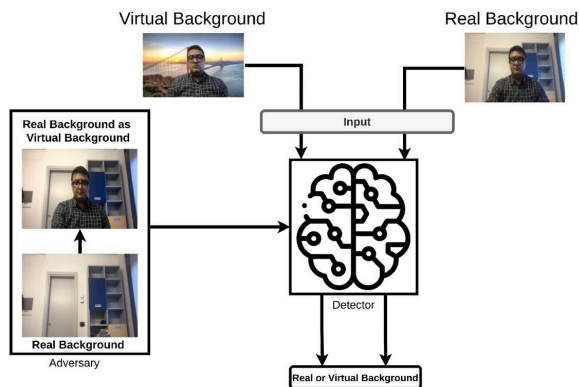 Virtual Background
Real Background
Input
Real Background as
Virtual Background
Real Background
Adversary
Detector
Real or Virtual Background